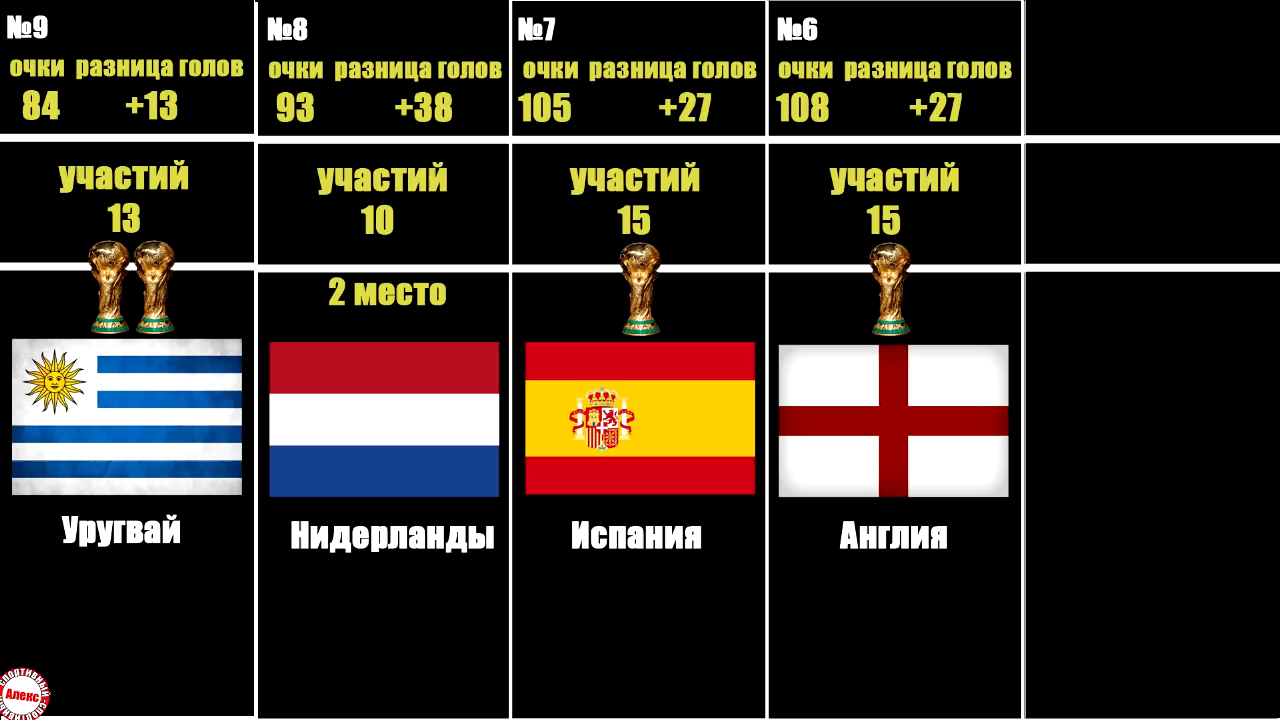 №9
очки разница голов
84 +13
участий
13
Уругвай
№8
очки разница голов
93 +38
участий
10
2 место
Нидерланды
№7
очки разница голов
105 +27
участий
15
Испания
№6
очки разница голов
108 +27
участий
15
Англия
спортивный
Алекс